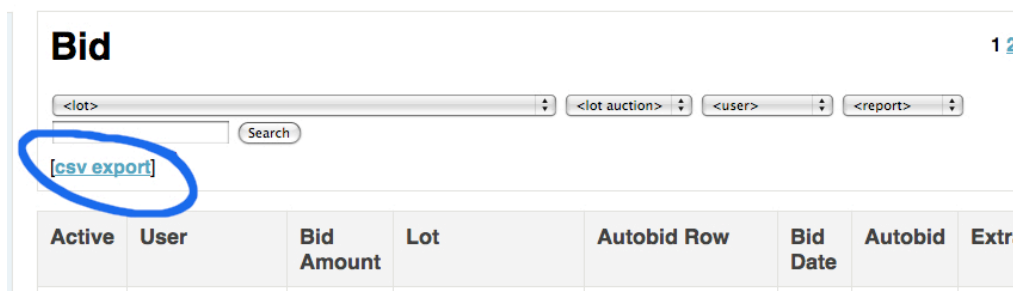 Bid
1 2
<lot> <lot auction> <user> <report>
Search
[csv export]
Active User Bid Amount Lot Autobid Row Bid Date Autobid Extr